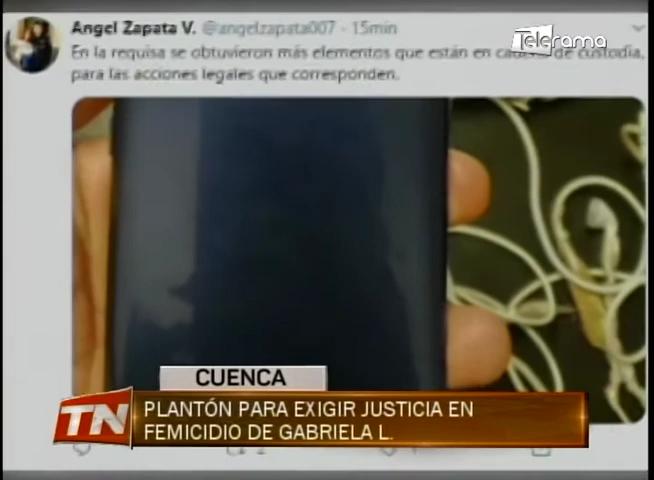 Angel Zapata V. @angelzapata007 - 15min
Telerama
En la requisa se obtuvieron más elementos que están en cadena de custodia,
para las acciones legales que corresponden.
CUENCA
TN
PLANTÓN PARA EXIGIR JUSTICIA EN
FEMICIDIO DE GABRIELA L.